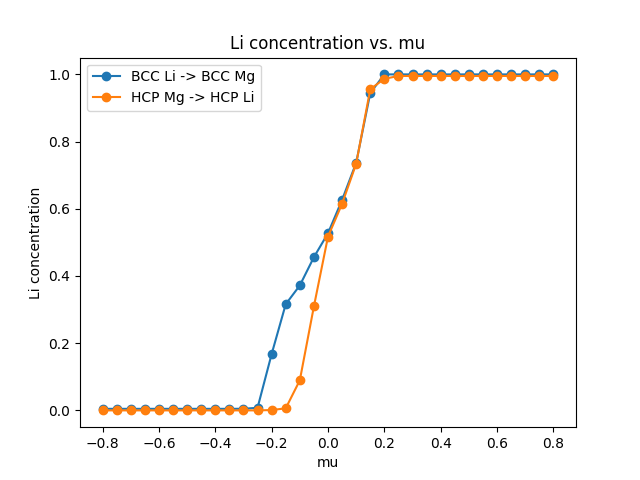 Li concentration vs. mu
BCC Li -> BCC Mg
HCP Mg -> HCP Li
Li concentration
1.0
0.8
0.6
0.4
0.2
0.0
−0.8 −0.6 −0.4 −0.2 0.0 0.2 0.4 0.6 0.8
mu